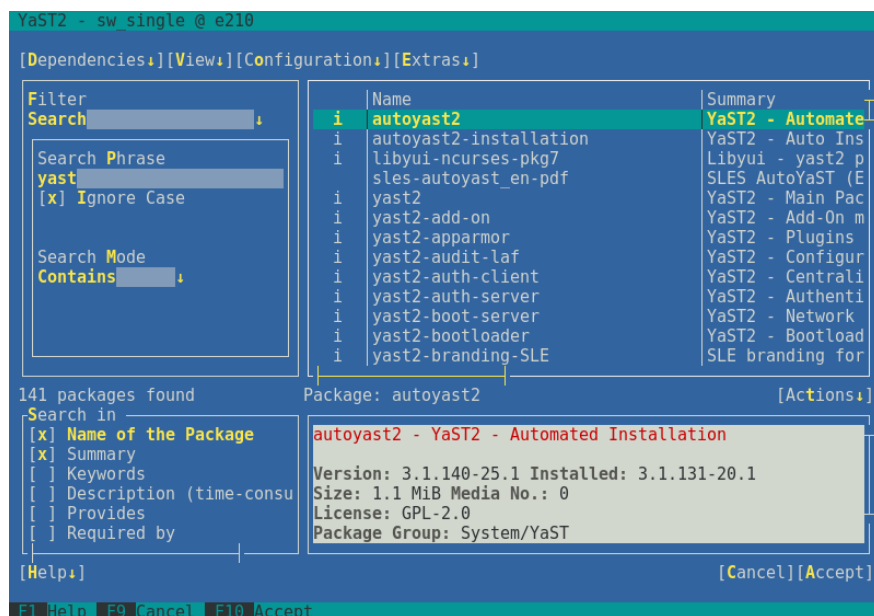 YaST2 - sw_single @ e210
[Dependencies↓][View↓][Configuration↓][Extras↓]
Filter
Search ↓
Search Phrase
yast
[x] Ignore Case
Search Mode
Contains ↓
Name Summary
i autoyast2 YaST2 - Automate
i autoyast2-installation YaST2 - Auto Ins
i libyui-ncurses-pkg7 Libyui - yast2 p
sles-autoyast_en-pdf SLES AutoYaST (E
i yast2 YaST2 - Main Pac
i yast2-add-on YaST2 - Add-On m
i yast2-apparmor YaST2 - Plugins
i yast2-audit-laf YaST2 - Configur
i yast2-auth-client YaST2 - Centrali
i yast2-auth-server YaST2 - Authenti
i yast2-boot-server YaST2 - Network
i yast2-bootloader YaST2 - Bootload
i yast2-branding-SLE SLE branding for
141 packages found
Package: autoyast2 [Actions↓]
Search in
[x] Name of the Package
[x] Summary
[ ] Keywords
[ ] Description (time-consu
[ ] Provides
[ ] Required by
autoyast2 - YaST2 - Automated Installation
Version: 3.1.140-25.1 Installed: 3.1.131-20.1
Size: 1.1 MiB Media No.: 0
License: GPL-2.0
Package Group: System/YaST
[Help↓] [Cancel][Accept]
F1 Help F9 Cancel F10 Accept